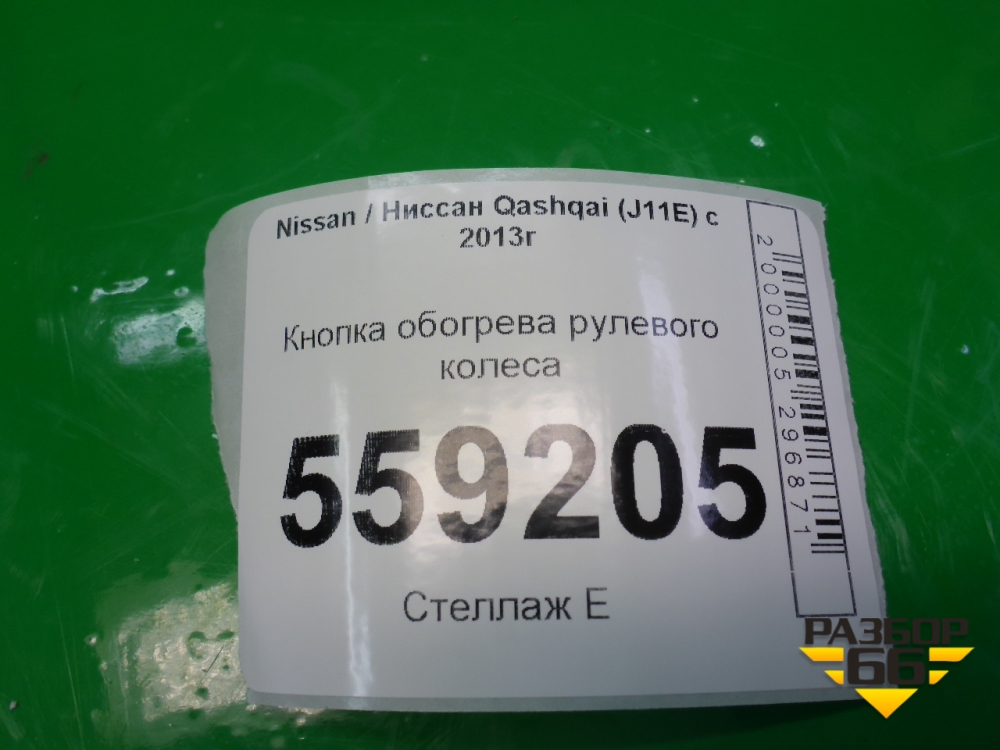 Nissan / Ниссан Qashqai (J11E) с
2013г
Кнопка обогрева рулевого
колеса
559205
Стеллаж Е
2000005296871
РАЗБОР
66